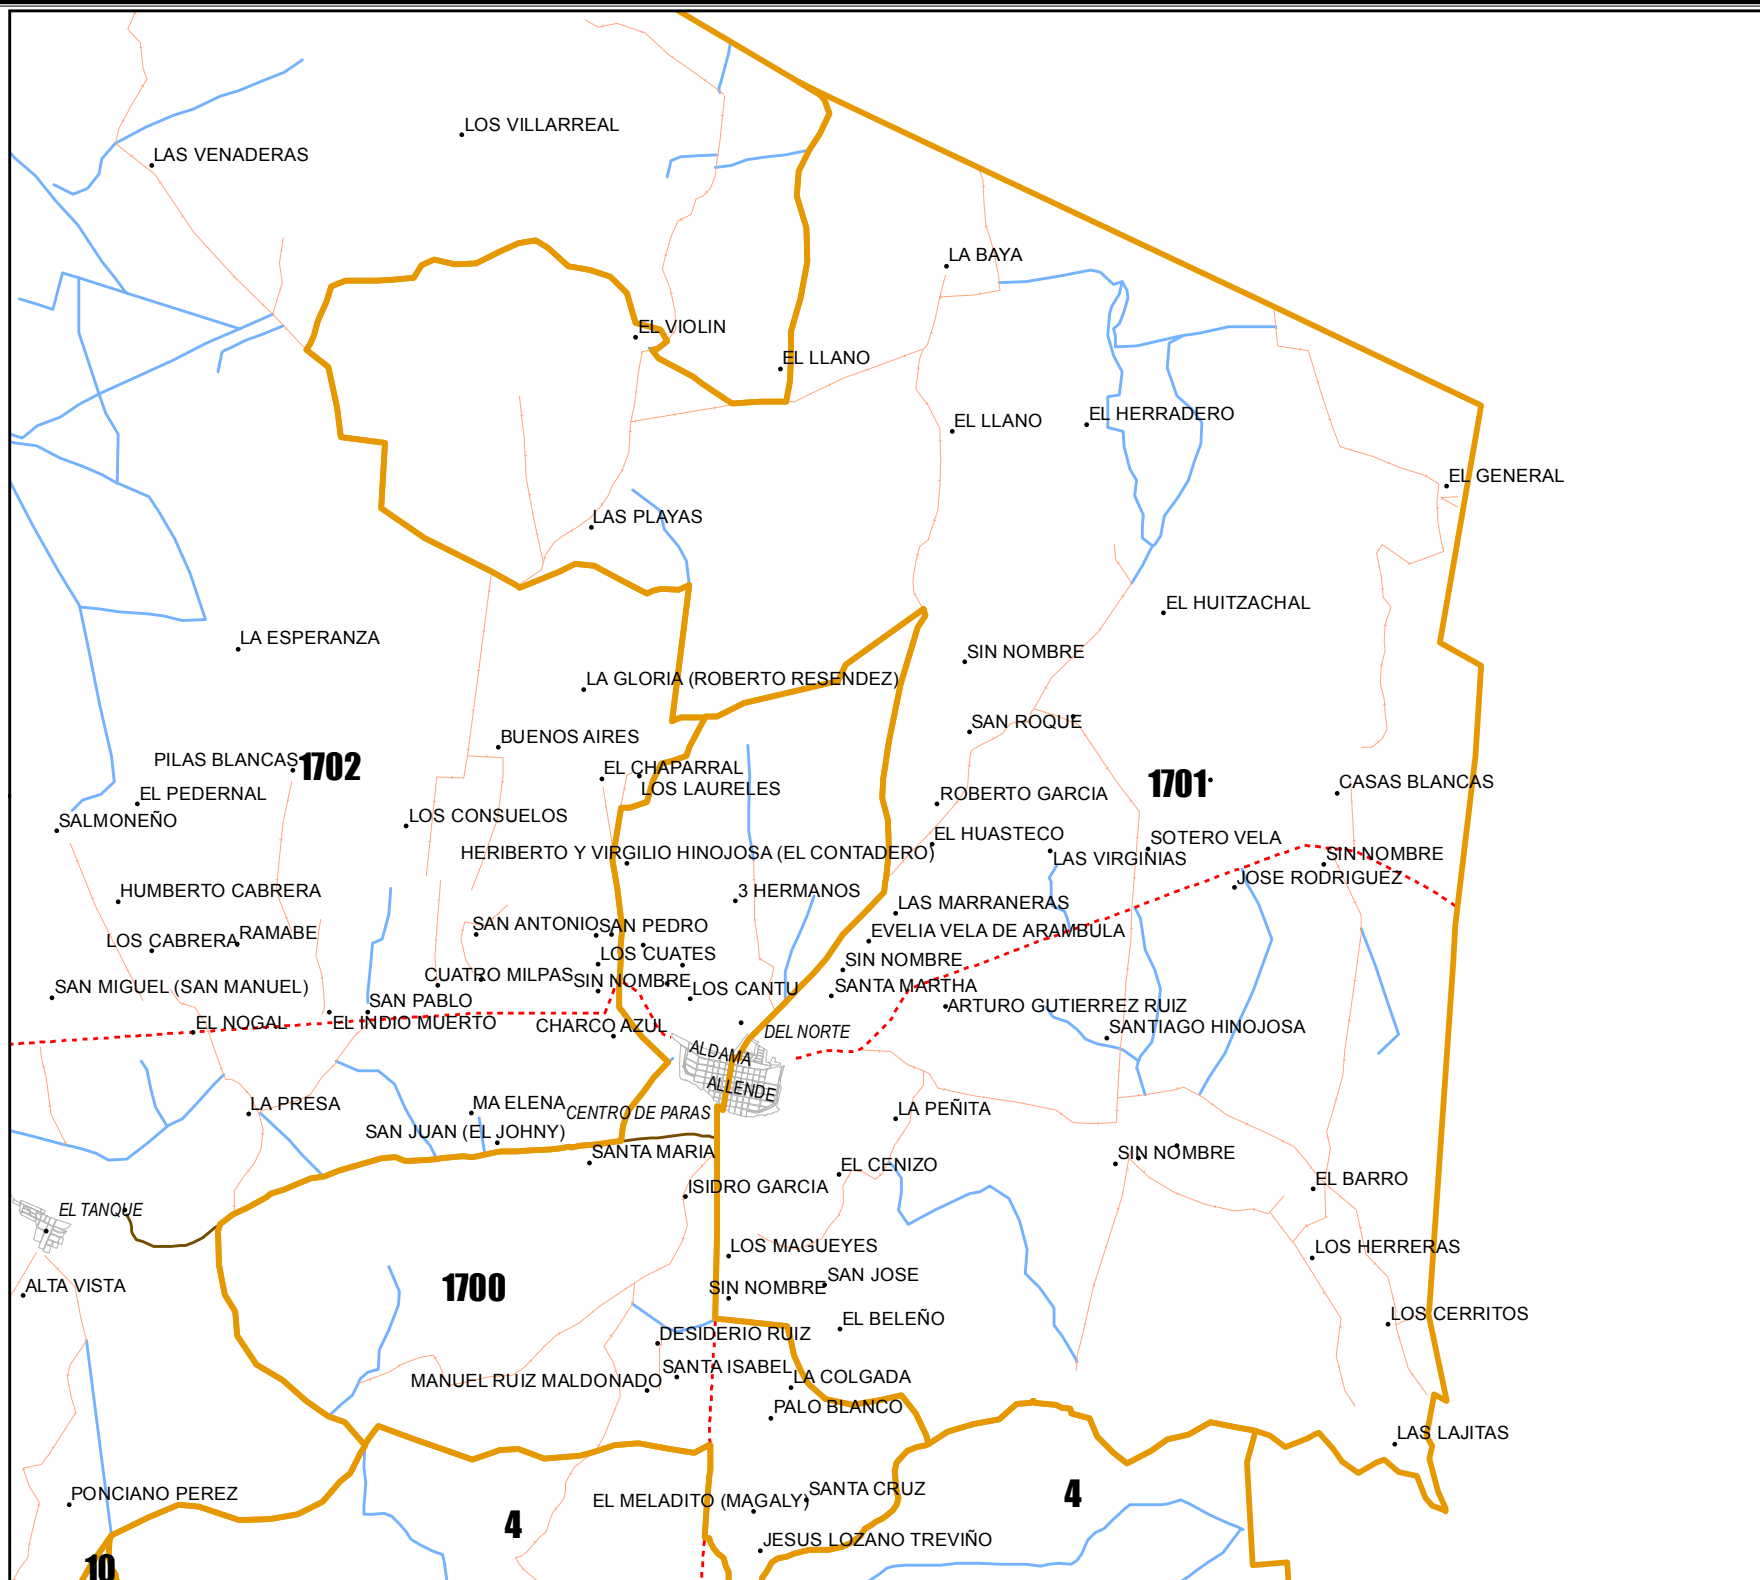 LOS VILLARREAL
LAS VENADERAS
LA BAYA
EL VIOLIN
EL LLANO
EL LLANO
EL HERRADERO
EL GENERAL
LAS PLAYAS
EL HUITZACHAL
LA ESPERANZA
SIN NOMBRE
LA GLORIA (ROBERTO RESENDEZ)
SAN ROQUE
BUENOS AIRES
PILAS BLANCAS
1702
EL CHAPARRAL
LOS LAURELES
1701
CASAS BLANCAS
EL PEDERNAL
ROBERTO GARCIA
SALMONEÑO
LOS CONSUELOS
EL HUASTECO
SOTERO VELA
HERIBERTO Y VIRGILIO HINOJOSA (EL CONTADERO)
LAS VIRGINIAS
SIN NOMBRE
JOSE RODRIGUEZ
HUMBERTO CABRERA
3 HERMANOS
LAS MARRANERAS
SAN ANTONIO
SAN PEDRO
RAMABE
EVELIA VELA DE ARAMBULA
LOS CABRERA
LOS CUATES
SIN NOMBRE
CUATRO MILPAS
SIN NOMBRE
SAN MIGUEL (SAN MANUEL)
LOS CANTU
SANTA MARTHA
SAN PABLO
ARTURO GUTIERREZ RUIZ
EL NOGAL
EL INDIO MUERTO
CHARCO AZUL
DEL NORTE
SANTIAGO HINOJOSA
ALDAMA
ALLENDE
LA PRESA
MA ELENA
CENTRO DE PARAS
LA PEÑITA
SAN JUAN (EL JOHNY)
SANTA MARIA
SIN NOMBRE
EL CENIZO
EL BARRO
ISIDRO GARCIA
EL TANQUE
LOS MAGUEYES
LOS HERRERAS
SAN JOSE
ALTA VISTA
1700
SIN NOMBRE
LOS CERRITOS
EL BELEÑO
DESIDERIO RUIZ
SANTA ISABEL
LA COLGADA
MANUEL RUIZ MALDONADO
PALO BLANCO
LAS LAJITAS
PONCIANO PEREZ
SANTA CRUZ
4
EL MELADITO (MAGALY)
4
JESUS LOZANO TREVIÑO
10